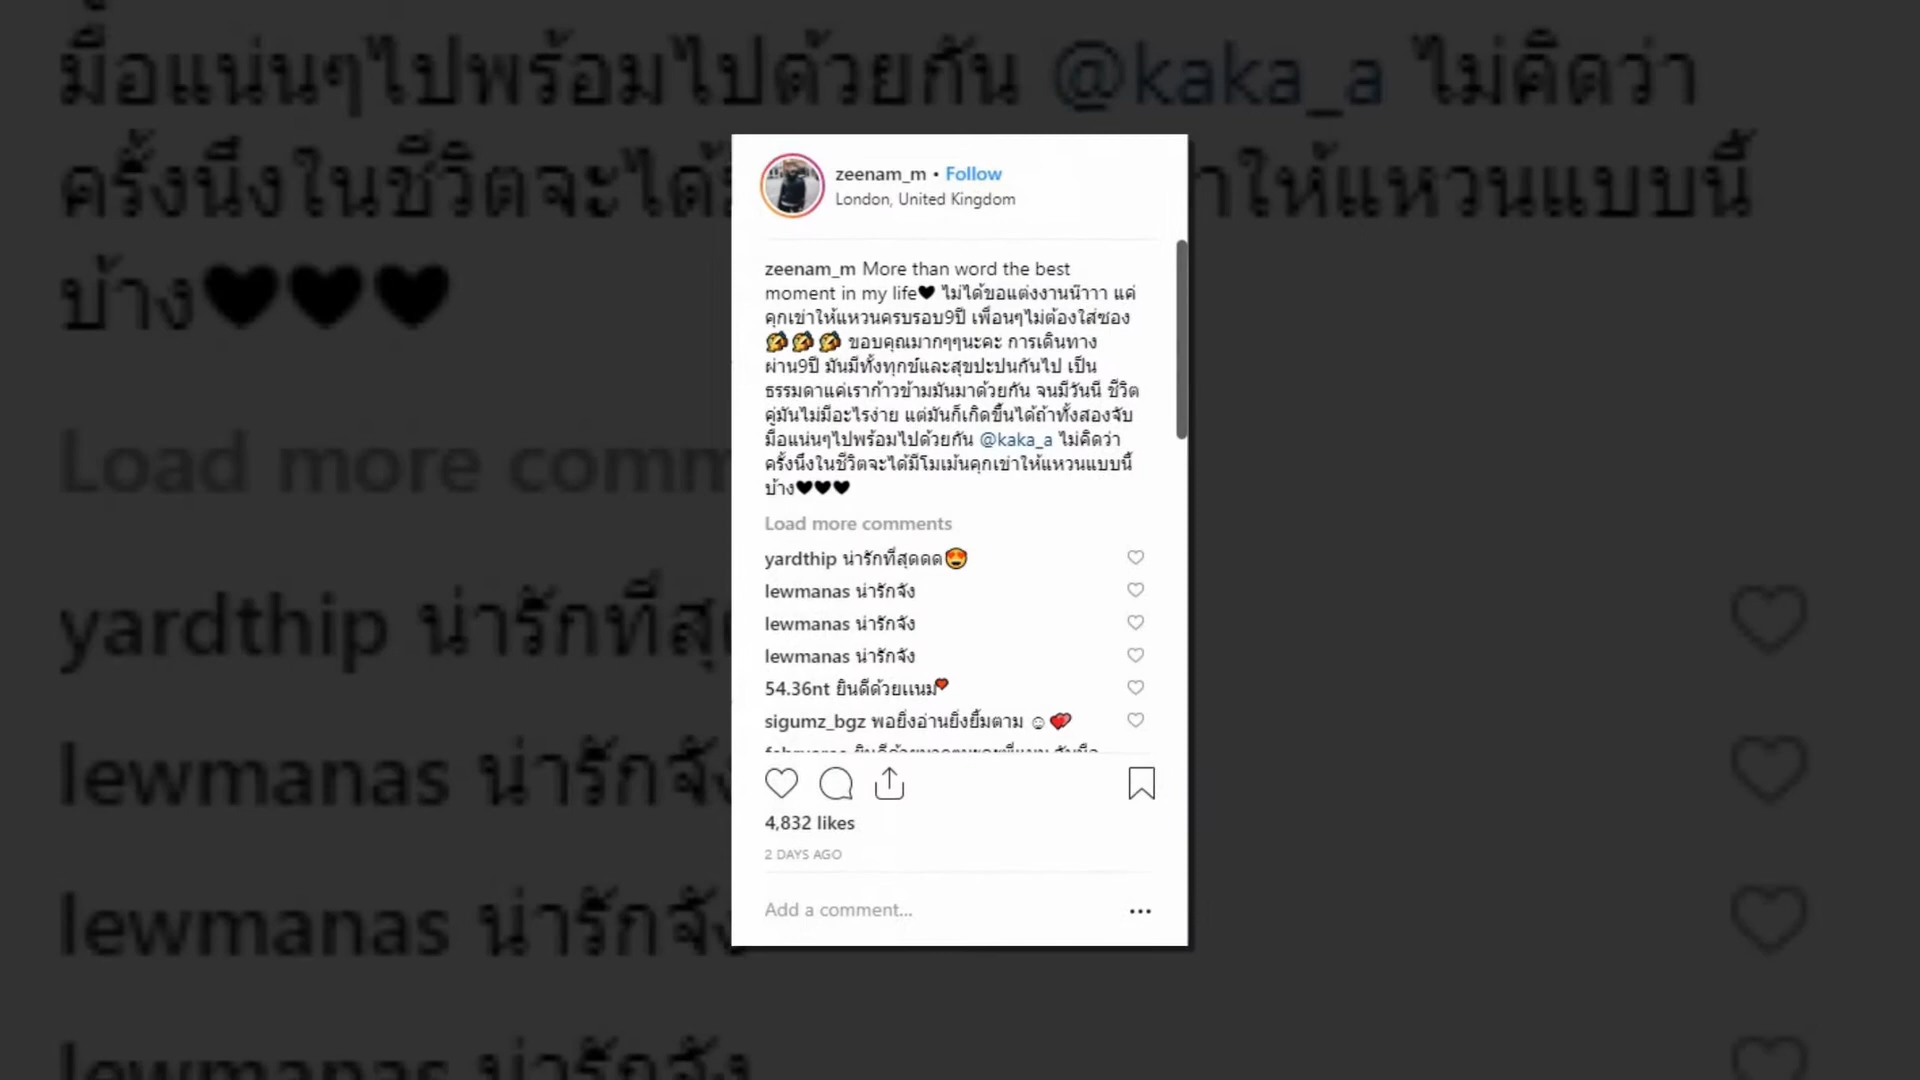 zeenam_m • Follow
London, United Kingdom
zeenam_m More than word the best
moment in my life🖤 ไม่ได้ขอแต่งงานน๊าาา แค่
คุกเข่าให้แหวนครบรอบ9ปี เพื่อนๆไม่ต้องใส่ซอง
🤣🤣🤣 ขอบคุณมากๆๆนะคะ การเดินทาง
ผ่าน9ปี มันมีทั้งทุกข์และสุขปะปนกันไป เป็น
ธรรมดาแค่เราก้าวข้ามมันมาด้วยกัน จนมีวันนี้ ชีวิต
คู่มันไม่มีอะไรง่าย แต่มันก็เกิดขึ้นได้ถ้าทั้งสองจับ
มือแน่นๆไปพร้อมไปด้วยกัน @kaka_a ไม่คิดว่า
ครั้งนึงในชีวิตจะได้มีโมเม้นคุกเข่าให้แหวนแบบนี้
บ้าง🖤🖤🖤
Load more comments
yardthip น่ารักที่สุดดด😍
lewmanas น่ารักจัง
lewmanas น่ารักจัง
lewmanas น่ารักจัง
54.36nt ยินดีด้วยแนม❤
sigumz_bgz พอยิ่งอ่านยิ่งยิ้มตาม ☺💕
4,832 likes
2 DAYS AGO
Add a comment...
มือแน่นๆไปพร้อมไปด้วยกัน @kaka_a ไม่คิดว่า
ครั้งนึงในชีวิตจะได้ าให้แหวนแบบนี้
บ้าง🖤🖤🖤
Load more comm
yardthip น่ารักที่สุ
lewmanas น่ารักจัง
lewmanas น่ารักจัง
lewmanas น่ารักจัง